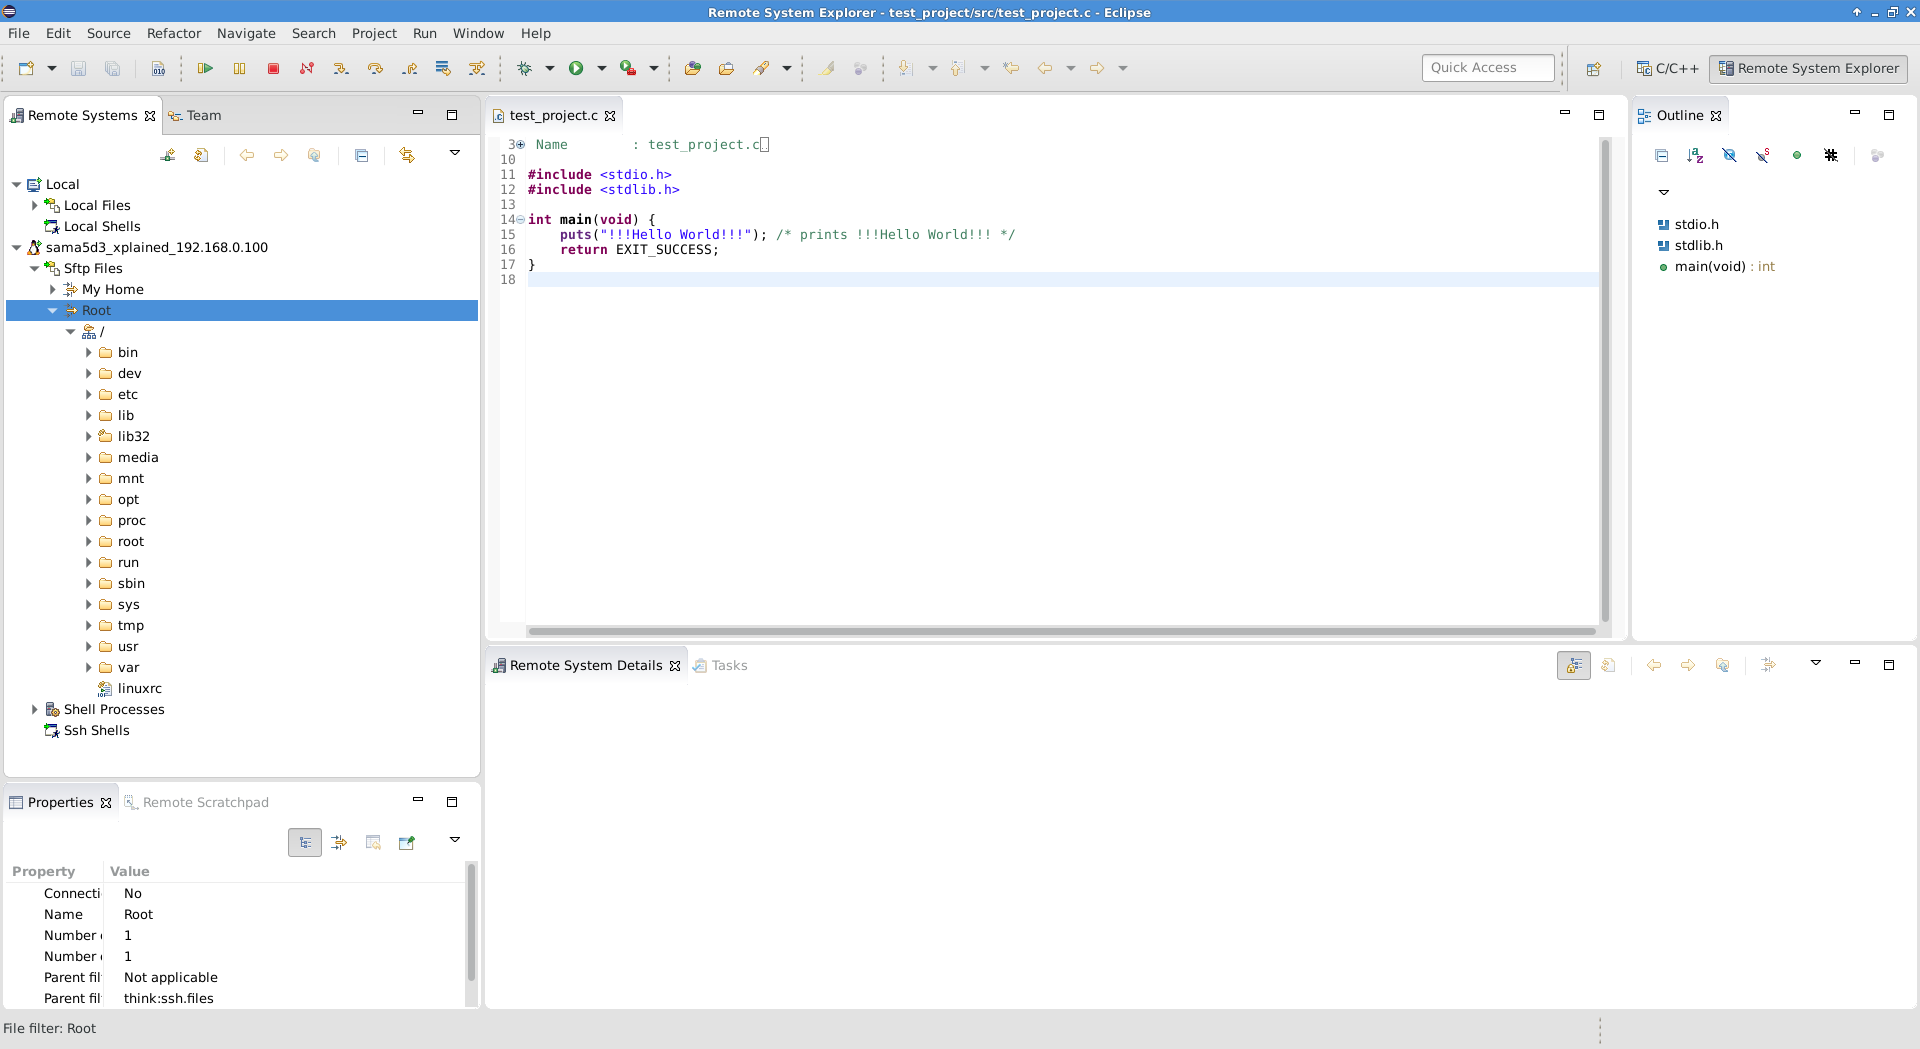 Remote System Explorer - test_project/src/test_project.c - Eclipse
File Edit Source Refactor Navigate Search Project Run Window Help
Quick Access
C/C++
Remote System Explorer
Remote Systems
Team
Local
Local Files
Local Shells
sama5d3_xplained_192.168.0.100
Sftp Files
My Home
Root
/
bin
dev
etc
lib
lib32
media
mnt
opt
proc
root
run
sbin
sys
tmp
usr
var
linuxrc
Shell Processes
Ssh Shells
test_project.c
3 Name : test_project.c
10
11 #include <stdio.h>
12 #include <stdlib.h>
13
14 int main(void) {
15 puts("!!!Hello World!!!"); /* prints !!!Hello World!!! */
16 return EXIT_SUCCESS;
17 }
18
Outline
stdio.h
stdlib.h
main(void) : int
Properties
Remote Scratchpad
Property Value
Connecti No
Name Root
Number 1
Number 1
Parent fil Not applicable
Parent fil think:ssh.files
Remote System Details
Tasks
File filter: Root